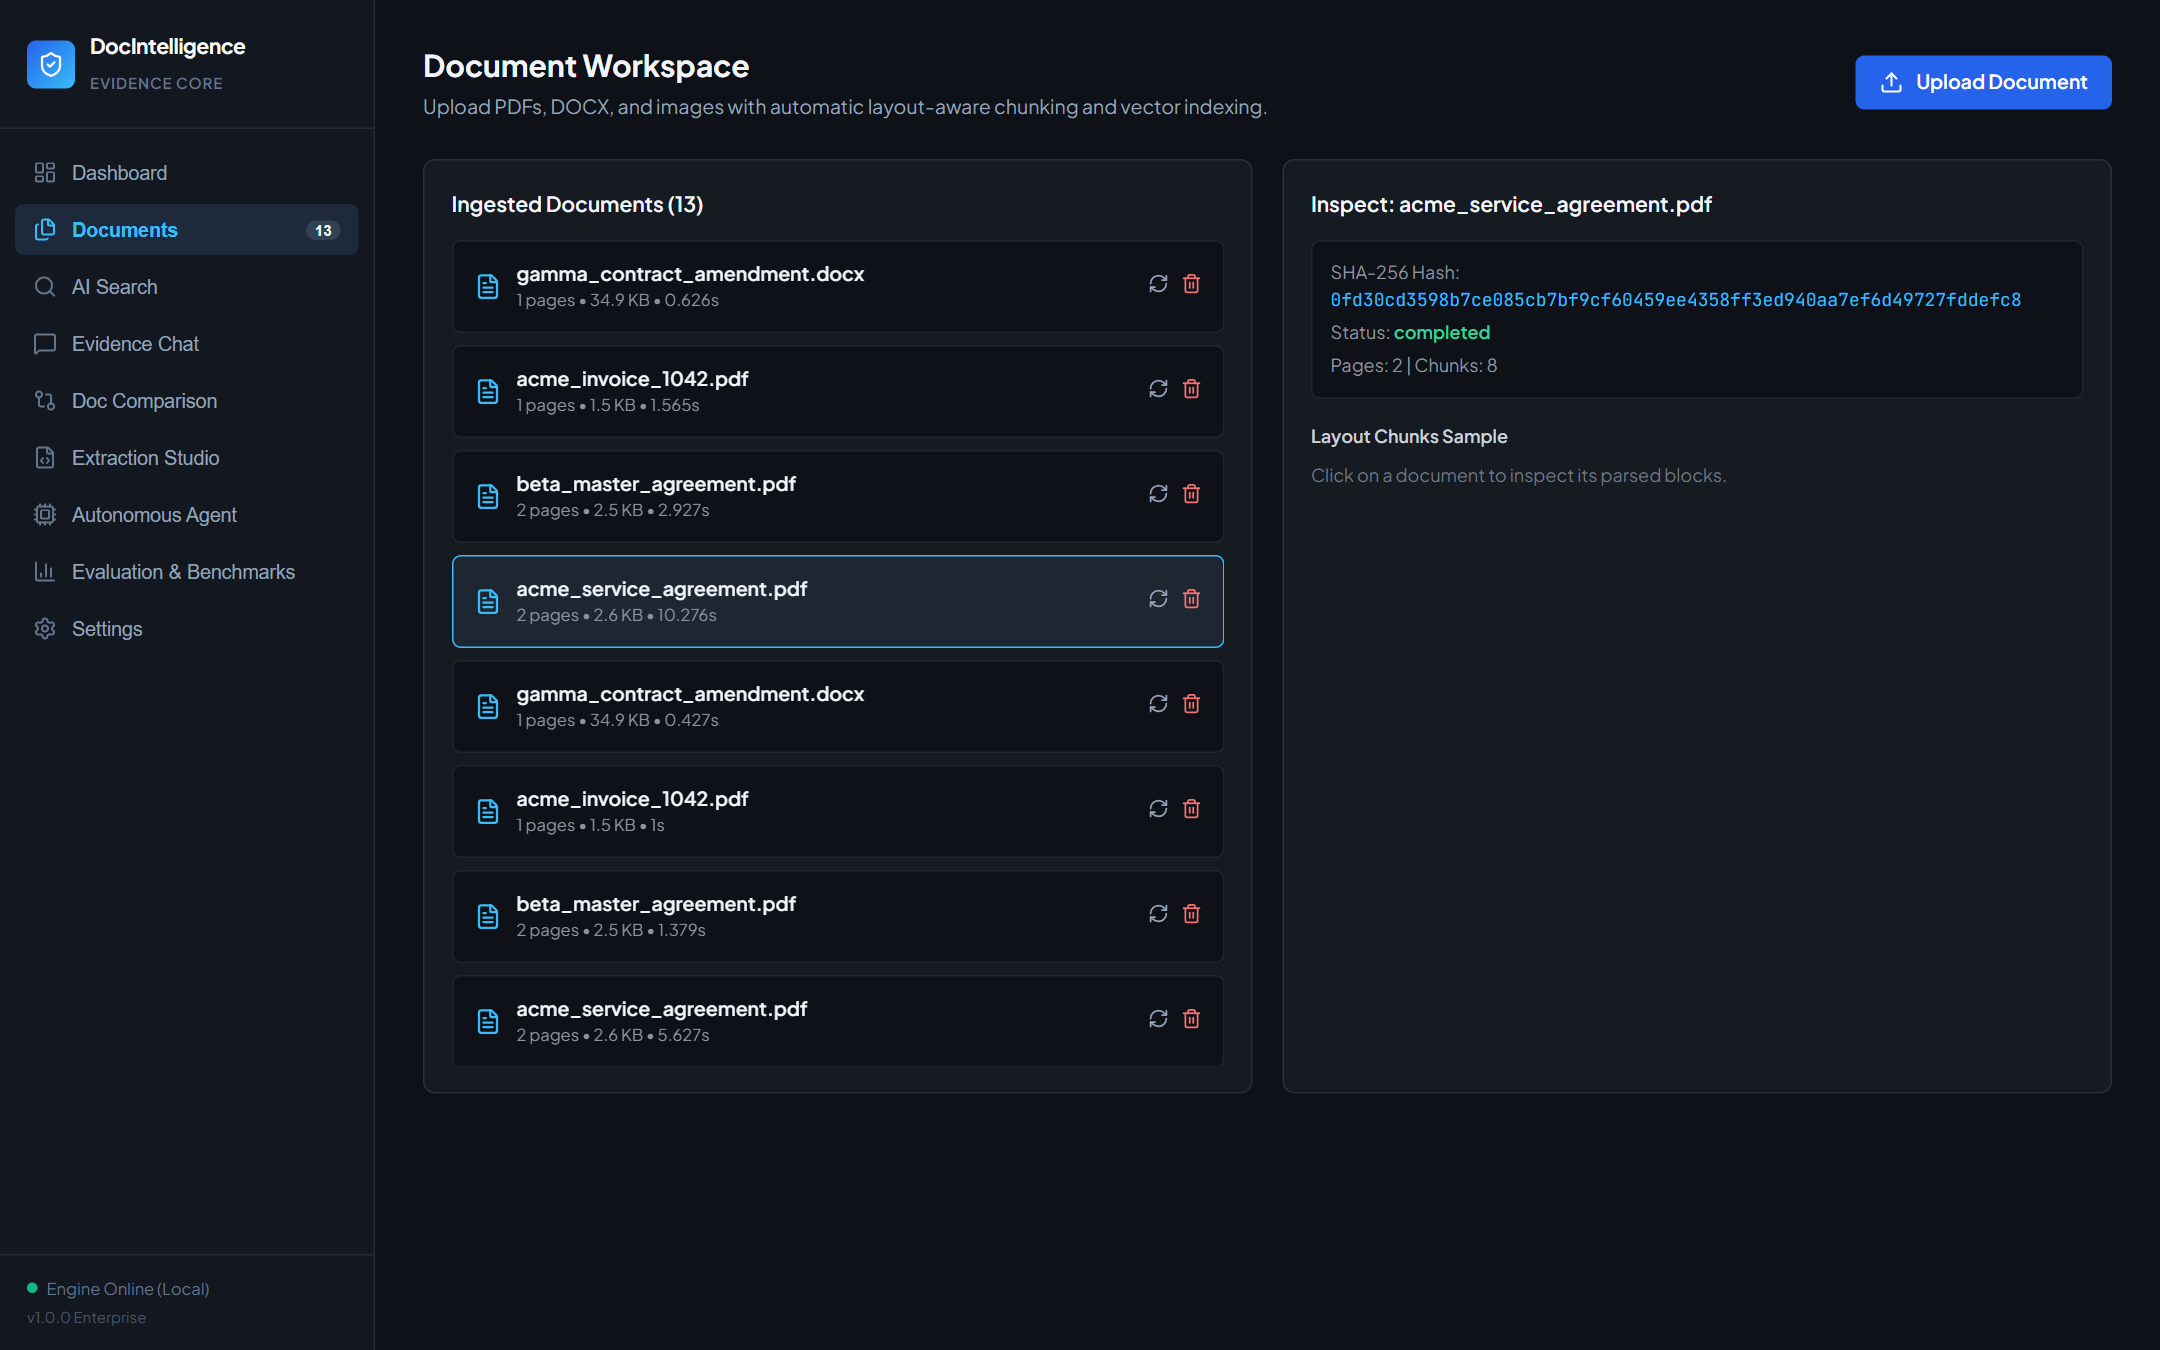 DocIntelligence
EVIDENCE CORE
Dashboard
Documents 13
AI Search
Evidence Chat
Doc Comparison
Extraction Studio
Autonomous Agent
Evaluation & Benchmarks
Settings
Engine Online (Local)
v1.0.0 Enterprise
Document Workspace
Upload PDFs, DOCX, and images with automatic layout-aware chunking and vector indexing.
Upload Document
Ingested Documents (13)
gamma_contract_amendment.docx
1 pages • 34.9 KB • 0.626s
acme_invoice_1042.pdf
1 pages • 1.5 KB • 1.565s
beta_master_agreement.pdf
2 pages • 2.5 KB • 2.927s
acme_service_agreement.pdf
2 pages • 2.6 KB • 10.276s
gamma_contract_amendment.docx
1 pages • 34.9 KB • 0.427s
acme_invoice_1042.pdf
1 pages • 1.5 KB • 1s
beta_master_agreement.pdf
2 pages • 2.5 KB • 1.379s
acme_service_agreement.pdf
2 pages • 2.6 KB • 5.627s
Inspect: acme_service_agreement.pdf
SHA-256 Hash:
0fd30cd3598b7ce085cb7bf9cf60459ee4358ff3ed940aa7ef6d49727fddefc8
Status: completed
Pages: 2 | Chunks: 8
Layout Chunks Sample
Click on a document to inspect its parsed blocks.